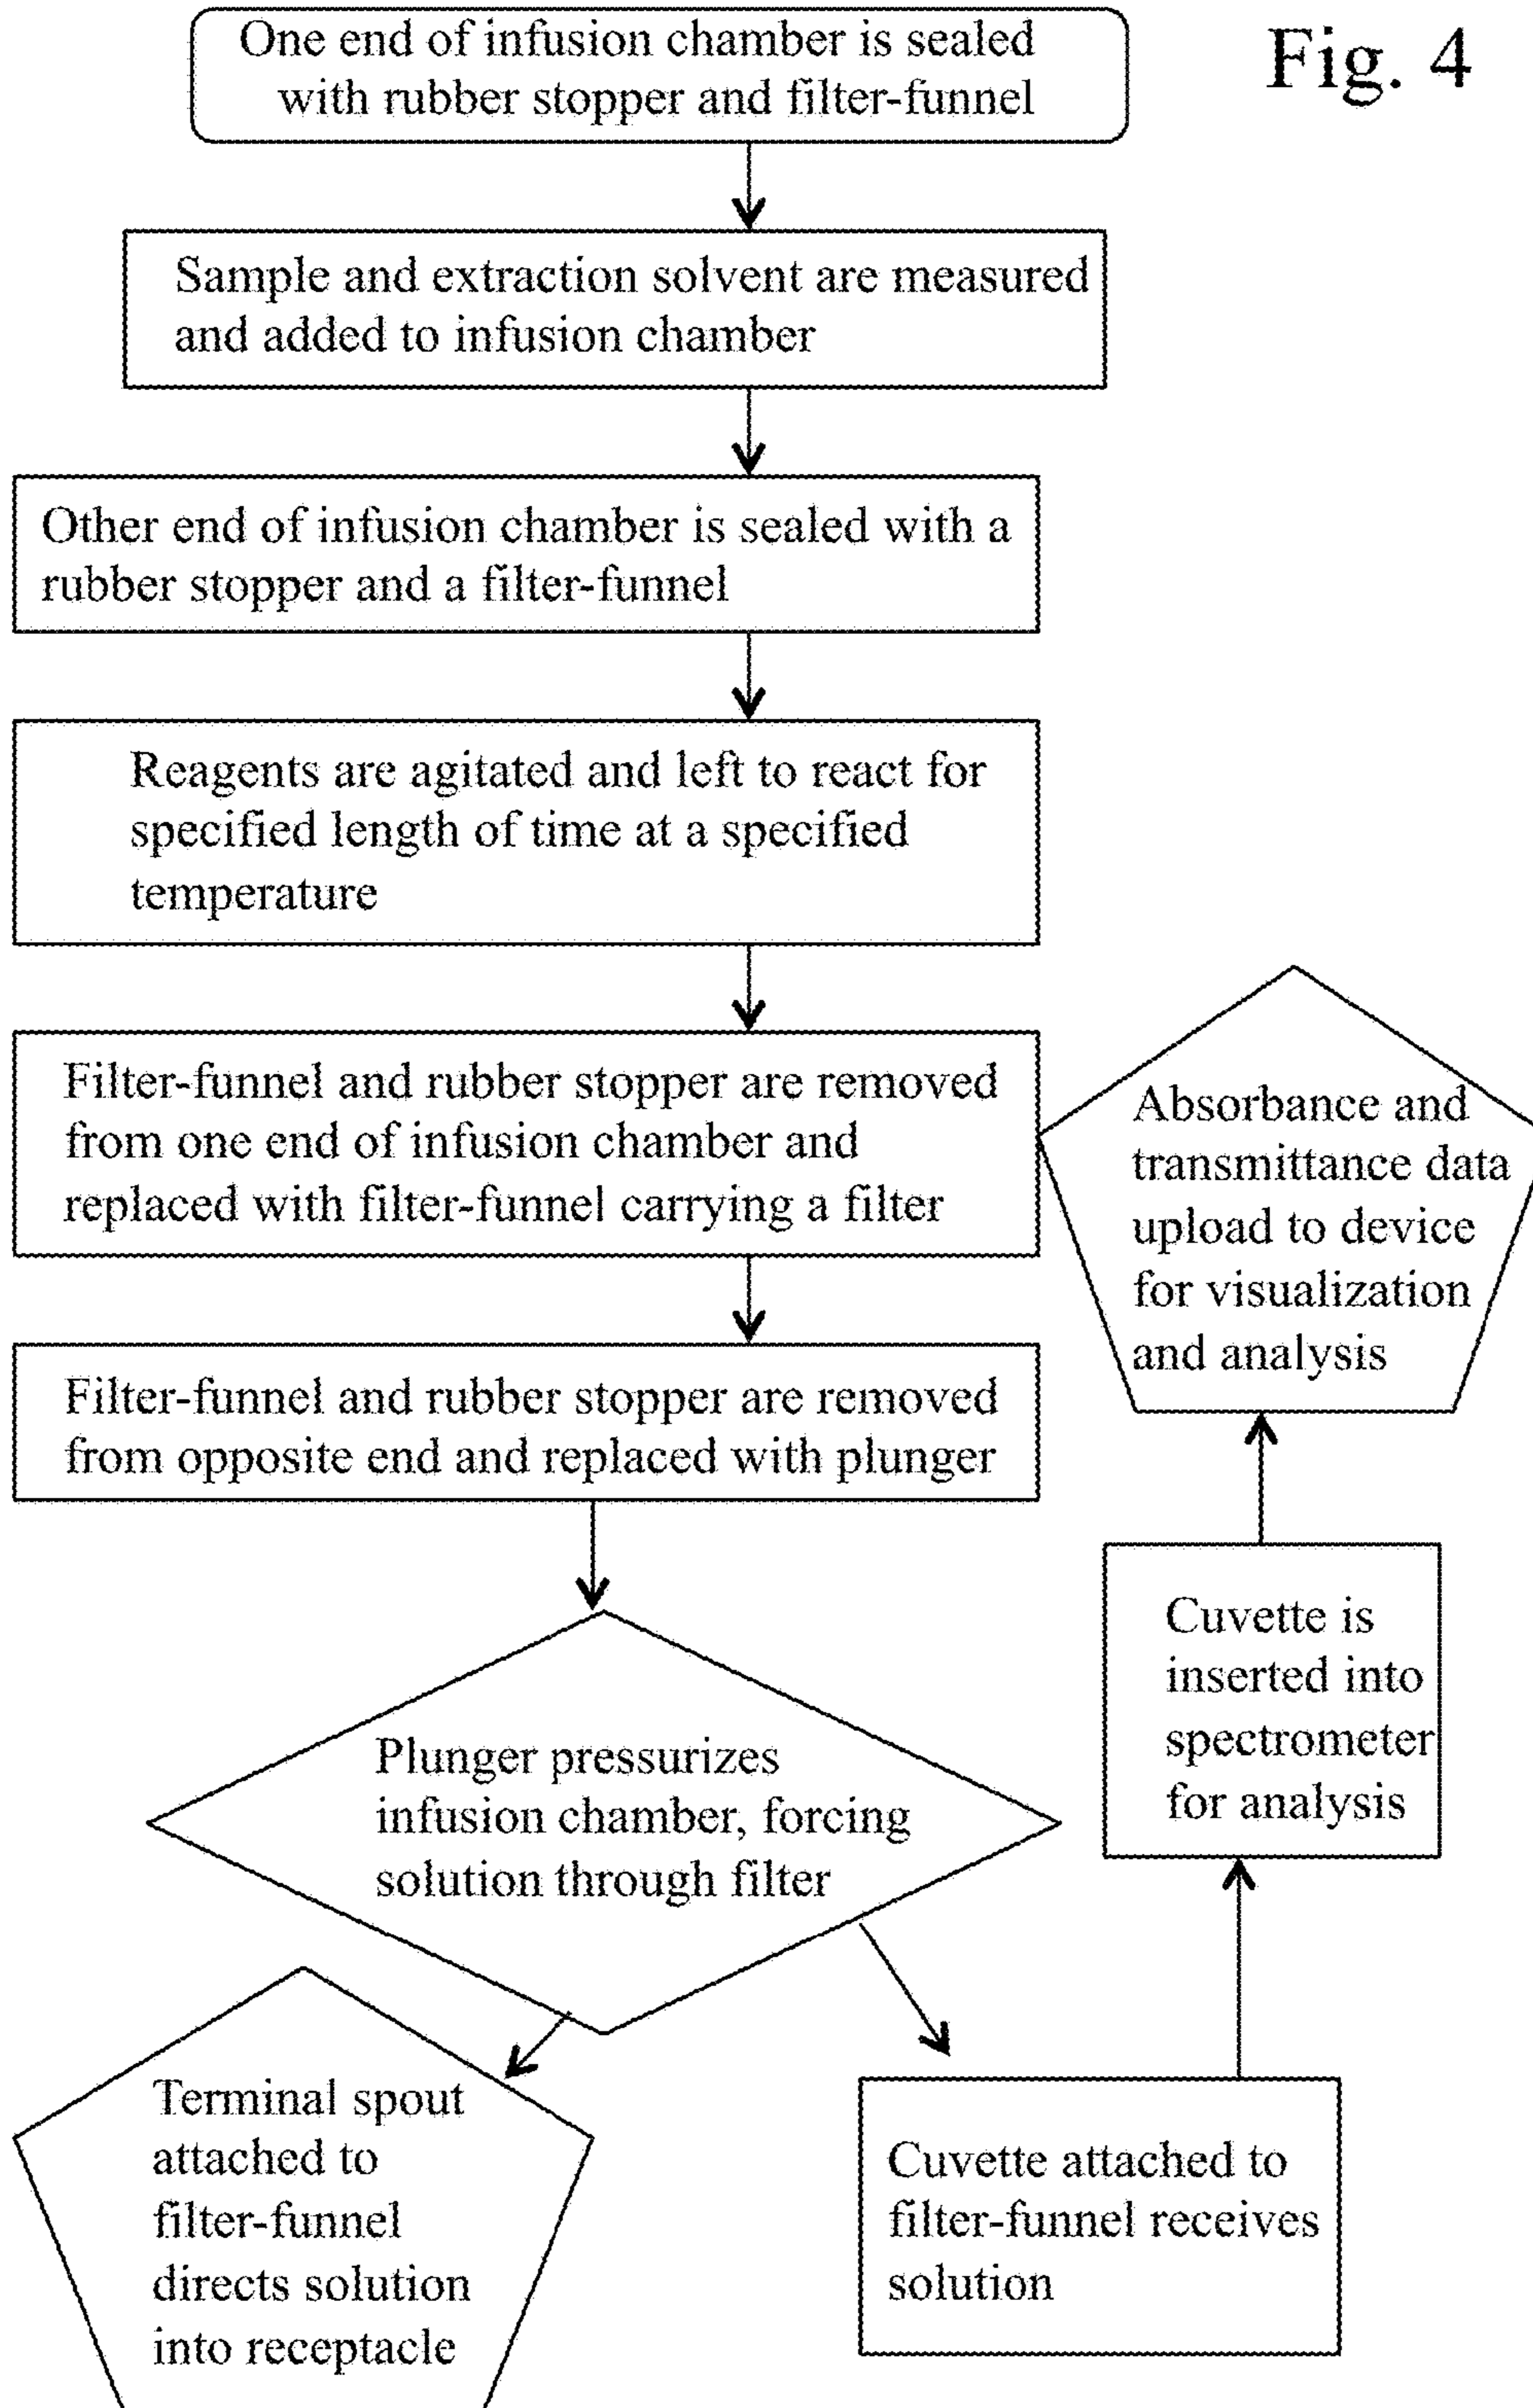 Fig. 4
One end of infusion chamber is sealed
with rubber stopper and filter-funnel
Sample and extraction solvent are measured
and added to infusion chamber
Other end of infusion chamber is sealed with a
rubber stopper and a filter-funnel
Reagents are agitated and left to react for
specified length of time at a specified
temperature
Filter-funnel and rubber stopper are removed
from one end of infusion chamber and
replaced with filter-funnel carrying a filter
Filter-funnel and rubber stopper are removed
from opposite end and replaced with plunger
Plunger pressurizes
infusion chamber, forcing
solution through filter
Terminal spout
attached to
filter-funnel
directs solution
into receptacle
Cuvette attached to
filter-funnel receives
solution
Cuvette is
inserted into
spectrometer
for analysis
Absorbance and
transmittance data
upload to device
for visualization
and analysis